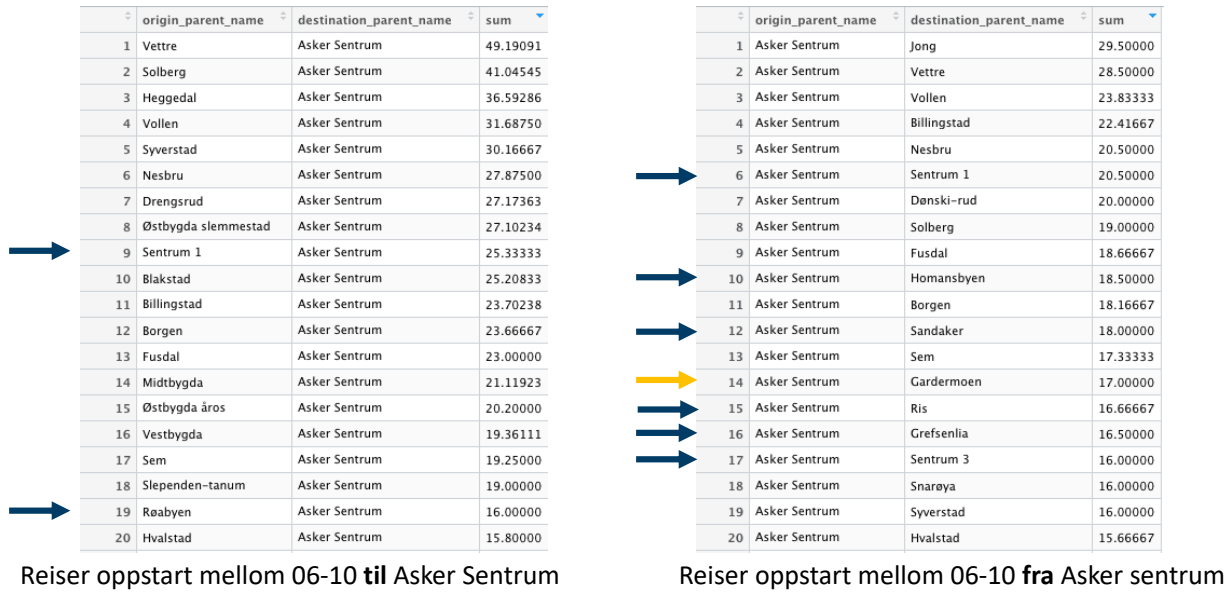 origin_parent_name destination_parent_name sum
1 Vettre Asker Sentrum 49.19091
2 Solberg Asker Sentrum 41.04545
3 Heggedal Asker Sentrum 36.59286
4 Vollen Asker Sentrum 31.68750
5 Syverstad Asker Sentrum 30.16667
6 Nesbru Asker Sentrum 27.87500
7 Drengsrud Asker Sentrum 27.17363
8 Østbygda slemmestad Asker Sentrum 27.10234
9 Sentrum 1 Asker Sentrum 25.33333
10 Blakstad Asker Sentrum 25.20833
11 Billingstad Asker Sentrum 23.70238
12 Borgen Asker Sentrum 23.66667
13 Fusdal Asker Sentrum 23.00000
14 Midtbygda Asker Sentrum 21.11923
15 Østbygda åros Asker Sentrum 20.20000
16 Vestbygda Asker Sentrum 19.36111
17 Sem Asker Sentrum 19.25000
18 Slependen-tanum Asker Sentrum 19.00000
19 Røabyen Asker Sentrum 16.00000
20 Hvalstad Asker Sentrum 15.80000
Reiser oppstart mellom 06-10 til Asker Sentrum
origin_parent_name destination_parent_name sum
1 Asker Sentrum Jong 29.50000
2 Asker Sentrum Vettre 28.50000
3 Asker Sentrum Vollen 23.83333
4 Asker Sentrum Billingstad 22.41667
5 Asker Sentrum Nesbru 20.50000
6 Asker Sentrum Sentrum 1 20.50000
7 Asker Sentrum Dønski-rud 20.00000
8 Asker Sentrum Solberg 19.00000
9 Asker Sentrum Fusdal 18.66667
10 Asker Sentrum Homansbyen 18.50000
11 Asker Sentrum Borgen 18.16667
12 Asker Sentrum Sandaker 18.00000
13 Asker Sentrum Sem 17.33333
14 Asker Sentrum Gardermoen 17.00000
15 Asker Sentrum Ris 16.66667
16 Asker Sentrum Grefsenlia 16.50000
17 Asker Sentrum Sentrum 3 16.00000
18 Asker Sentrum Snarøya 16.00000
19 Asker Sentrum Syverstad 16.00000
20 Asker Sentrum Hvalstad 15.66667
Reiser oppstart mellom 06-10 fra Asker sentrum